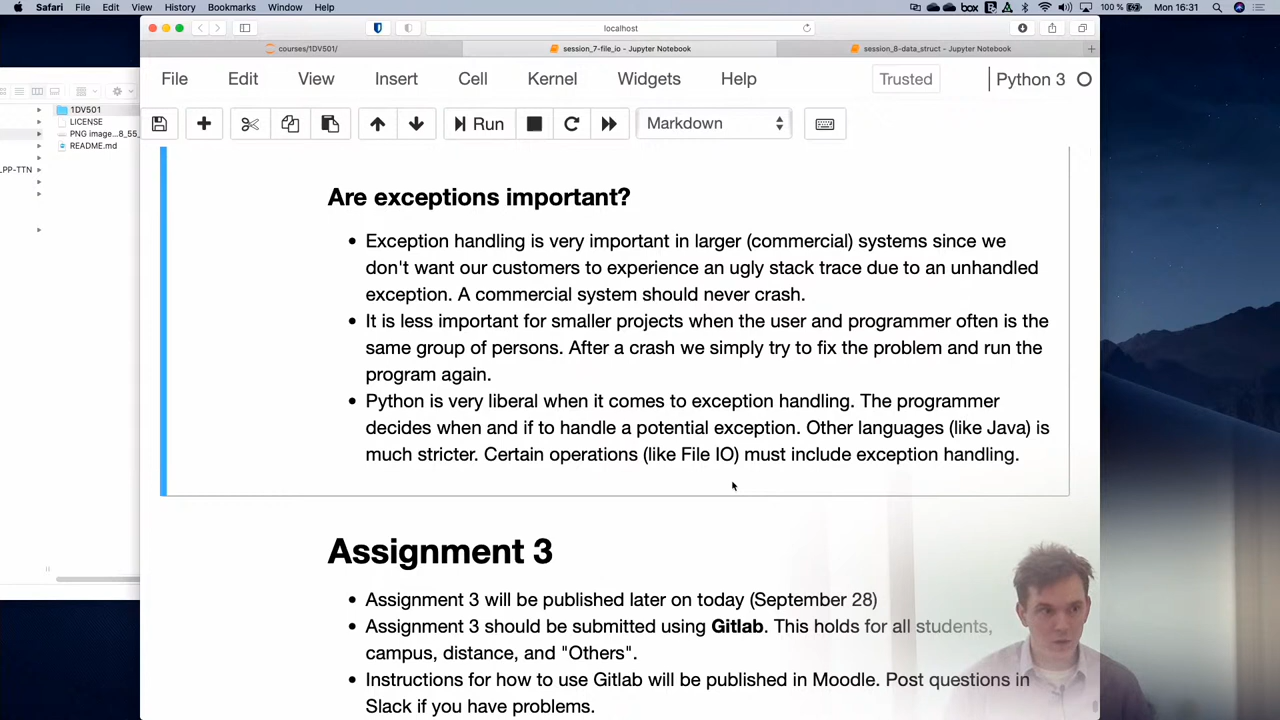 Safari File Edit View History Bookmarks Window Help
box 100 % Mon 16:31
localhost
courses/1DV501/
session_7-file_io - Jupyter Notebook
session_8-data_struct - Jupyter Notebook
File Edit View Insert Cell Kernel Widgets Help
Trusted
Python 3
Run
Markdown
1DV501
LICENSE
PNG image...8_55_
README.md
LPP-TTN
Are exceptions important?
• Exception handling is very important in larger (commercial) systems since we
don't want our customers to experience an ugly stack trace due to an unhandled
exception. A commercial system should never crash.
• It is less important for smaller projects when the user and programmer often is the
same group of persons. After a crash we simply try to fix the problem and run the
program again.
• Python is very liberal when it comes to exception handling. The programmer
decides when and if to handle a potential exception. Other languages (like Java) is
much stricter. Certain operations (like File IO) must include exception handling.
Assignment 3
• Assignment 3 will be published later on today (September 28)
• Assignment 3 should be submitted using Gitlab. This holds for all students,
campus, distance, and "Others".
• Instructions for how to use Gitlab will be published in Moodle. Post questions in
Slack if you have problems.